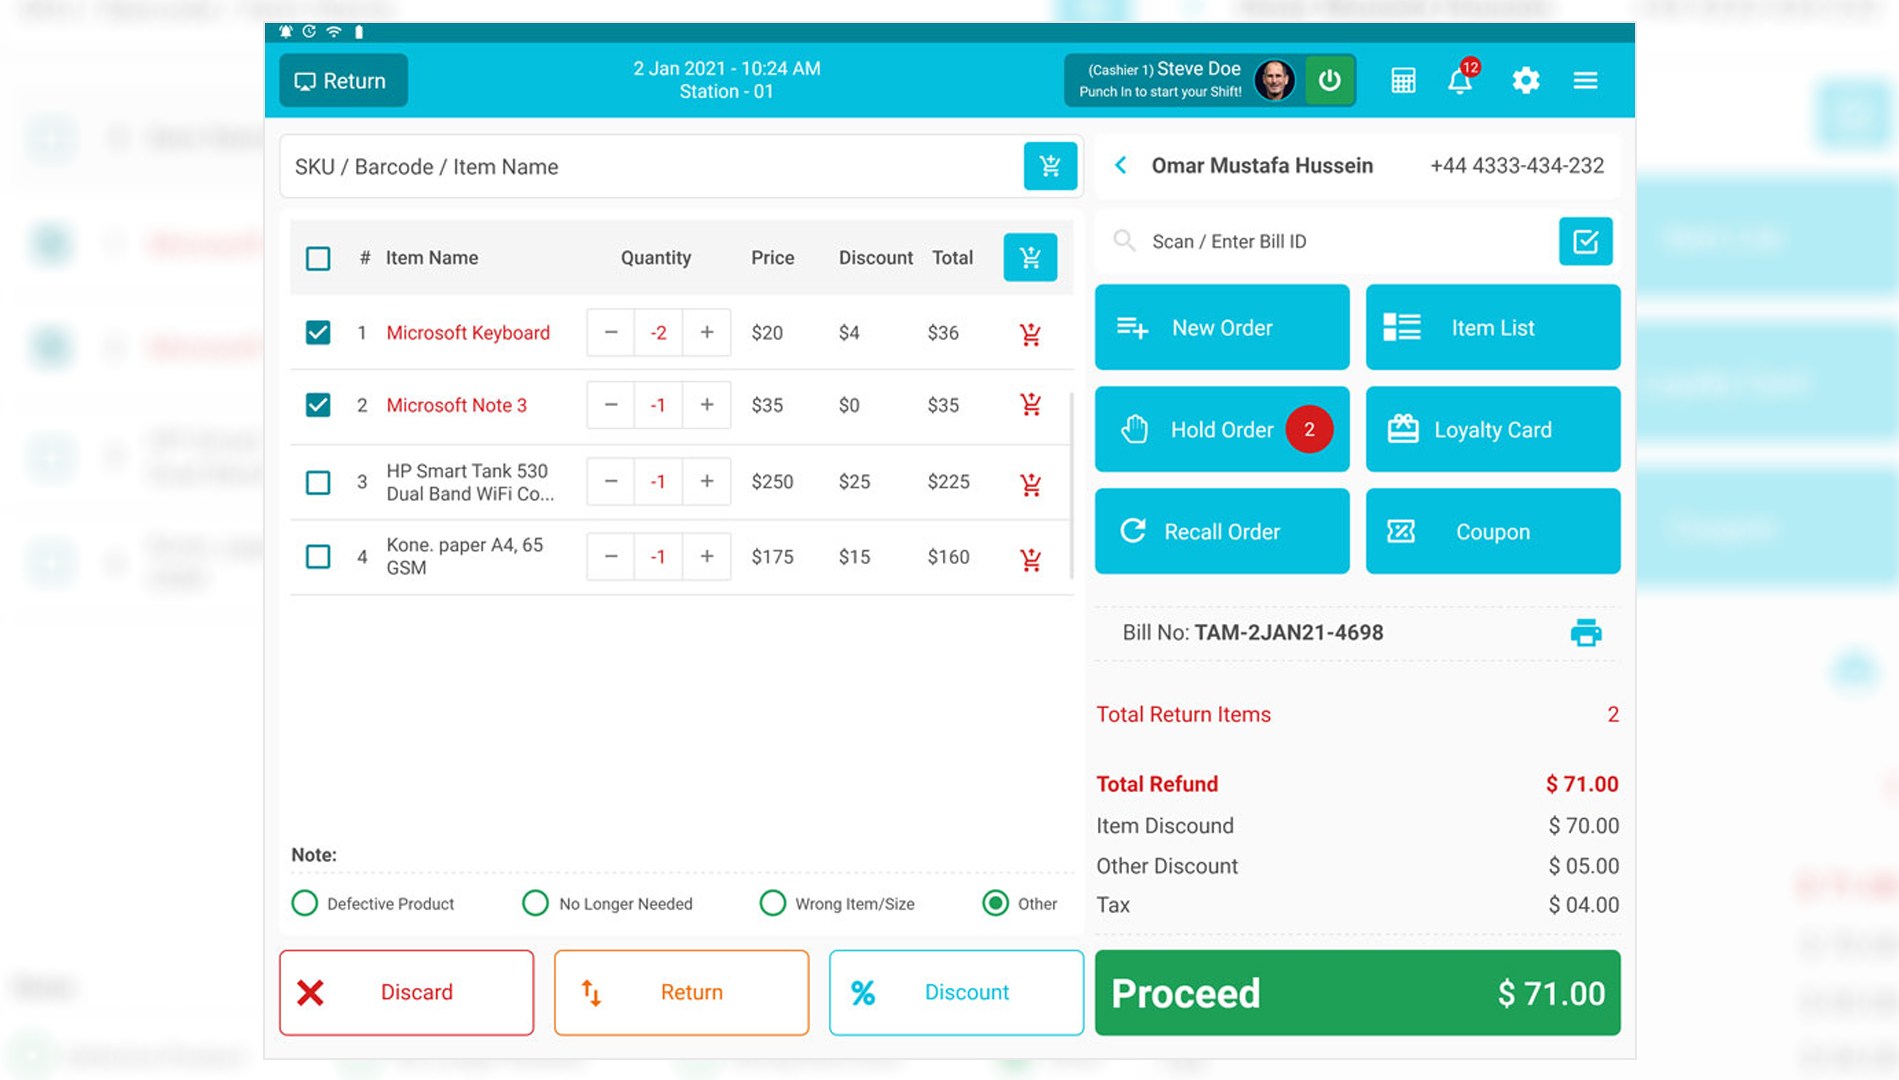 Return
2 Jan 2021 - 10:24 AM
Station - 01
(Cashier 1) Steve Doe
Punch In to start your Shift!
12
SKU / Barcode / Item Name
Omar Mustafa Hussein +44 4333-434-232
Scan / Enter Bill ID
# Item Name Quantity Price Discount Total
1 Microsoft Keyboard − -2 + $20 $4 $36
2 Microsoft Note 3 − -1 + $35 $0 $35
3 HP Smart Tank 530
Dual Band WiFi Co... − -1 + $250 $25 $225
4 Kone. paper A4, 65
GSM − -1 + $175 $15 $160
New Order
Item List
Hold Order 2
Loyalty Card
Recall Order
Coupon
Bill No: TAM-2JAN21-4698
Total Return Items 2
Total Refund $ 71.00
Item Discound $ 70.00
Other Discount $ 05.00
Tax $ 04.00
Note:
Defective Product No Longer Needed Wrong Item/Size Other
Discard
Return
% Discount
Proceed $ 71.00